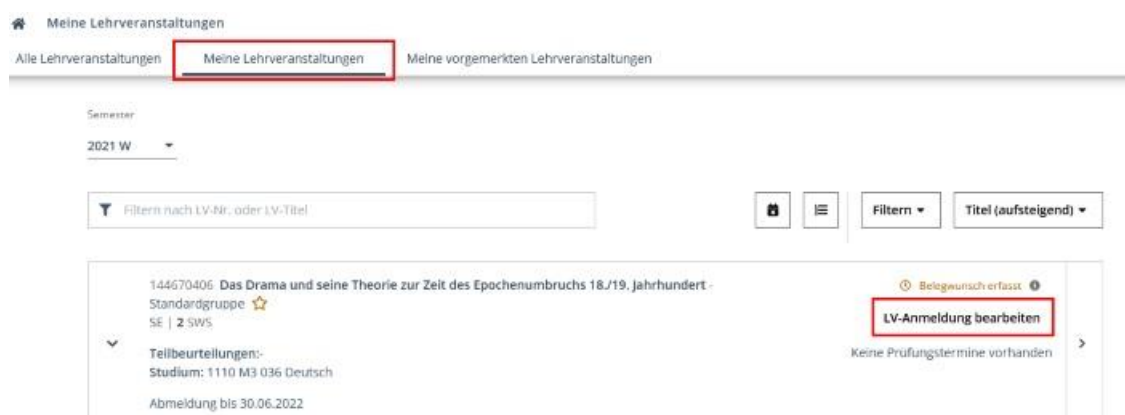 Meine Lehrveranstaltungen
Alle Lehrveranstaltungen Meine Lehrveranstaltungen Meine vorgemerkten Lehrveranstaltungen
Semester
2021 W
Filtern nach LV-Nr. oder LV-Titel Filtern Titel (aufsteigend)
144670406 Das Drama und seine Theorie zur Zeit des Epochenumbruchs 18./19. Jahrhundert -
Standardgruppe
SE | 2 SWS
Belegwunsch erfasst
LV-Anmeldung bearbeiten
Keine Prüfungstermine vorhanden
Teilbeurteilungen:-
Studium: 1110 M3 036 Deutsch
Abmeldung bis 30.06.2022